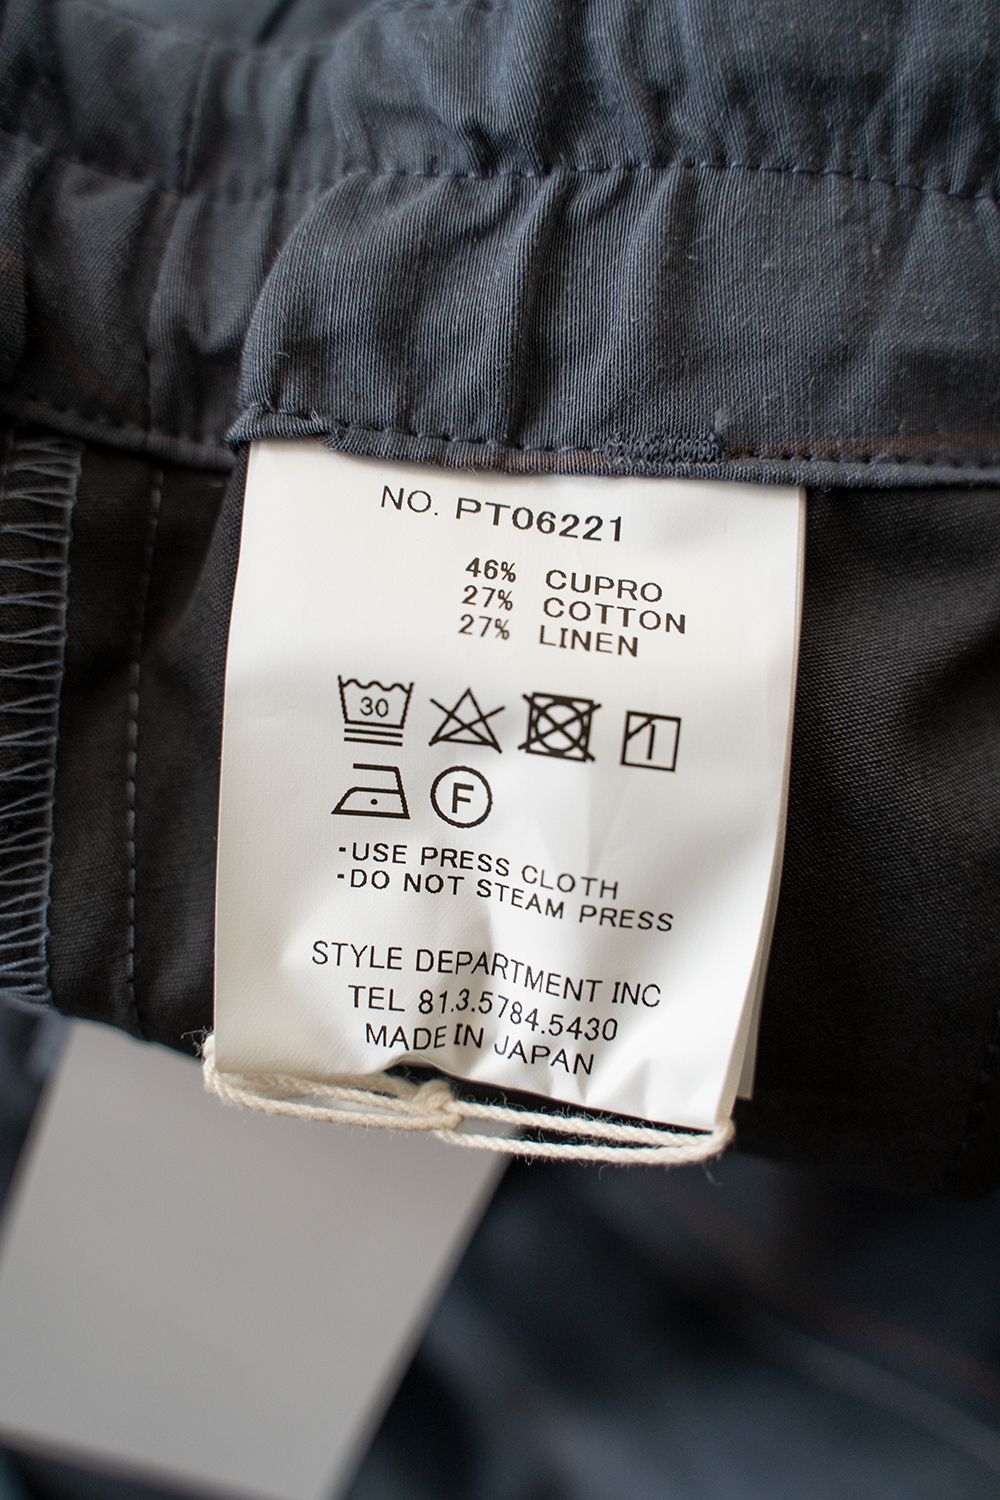 NO. PT06221
46% CUPRO
27% COTTON
27% LINEN
30
F
-USE PRESS CLOTH
-DO NOT STEAM PRESS
STYLE DEPARTMENT INC
TEL 81.3.5784.5430
MADE IN JAPAN